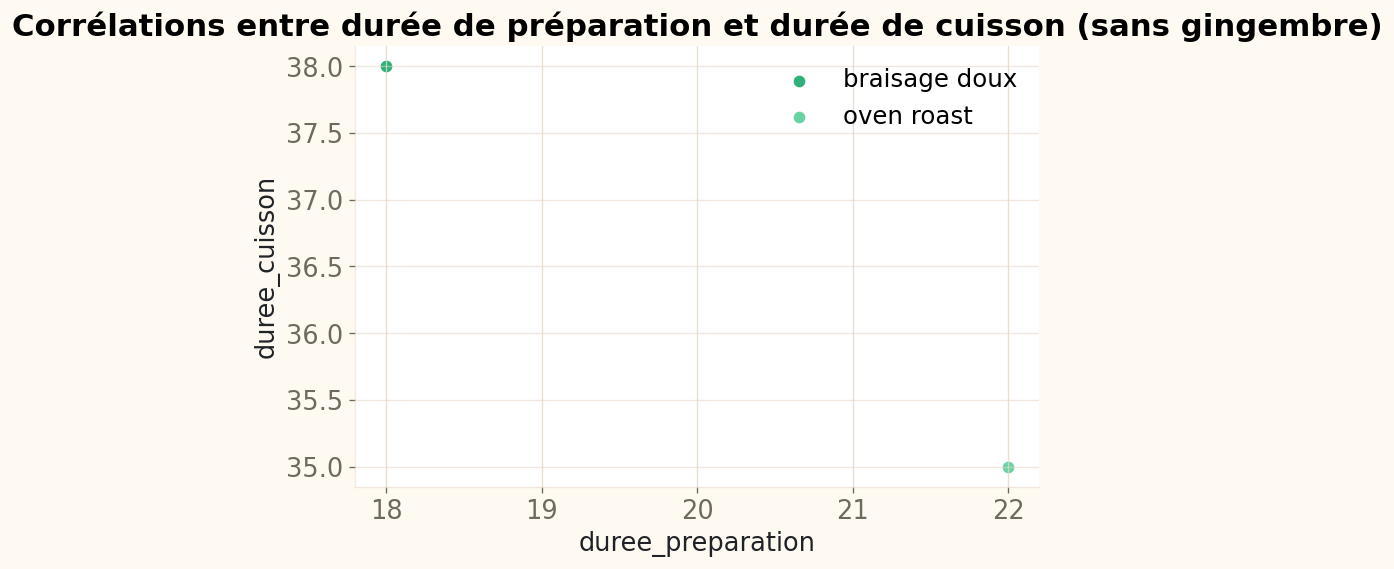 Corrélations entre durée de préparation et durée de cuisson (sans gingembre)
braisage doux
oven roast
duree_cuisson
38.0
37.5
37.0
36.5
36.0
35.5
35.0
18 19 20 21 22
duree_preparation